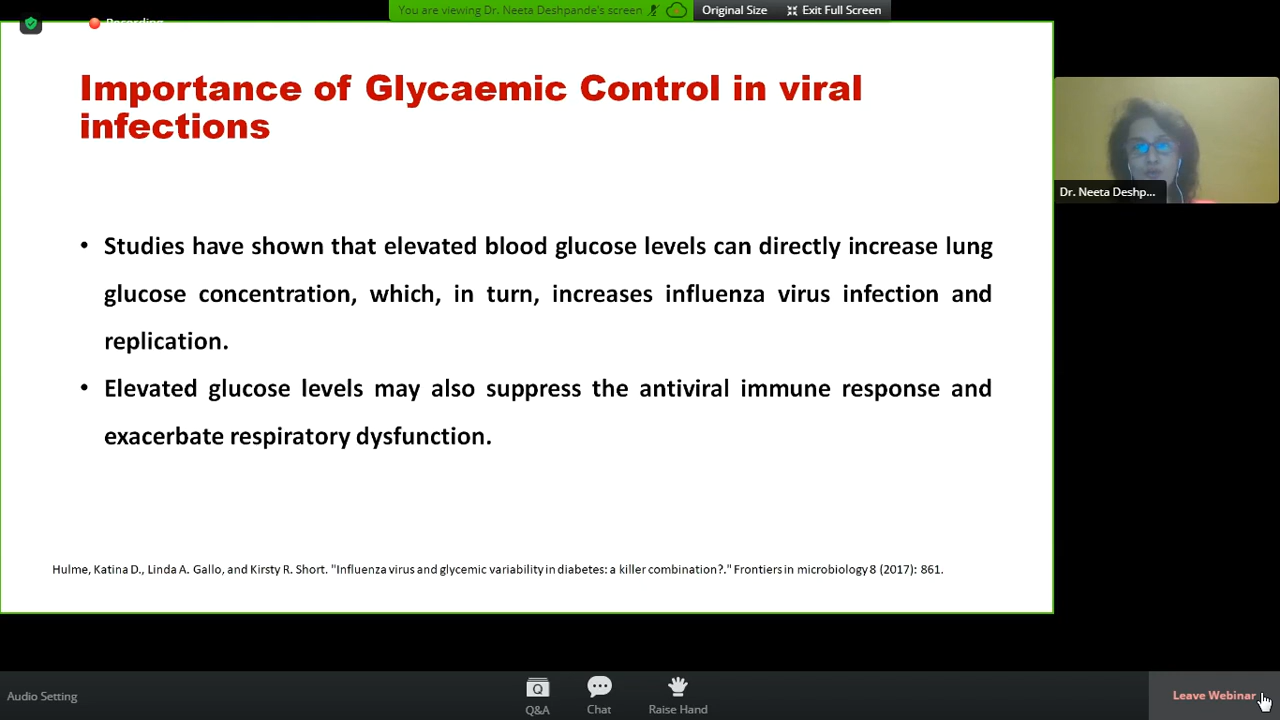 You are viewing Dr. Neeta Deshpande's screen
Original Size
Exit Full Screen
Recording
Importance of Glycaemic Control in viral
infections
• Studies have shown that elevated blood glucose levels can directly increase lung
glucose concentration, which, in turn, increases influenza virus infection and
replication.
• Elevated glucose levels may also suppress the antiviral immune response and
exacerbate respiratory dysfunction.
Hulme, Katina D., Linda A. Gallo, and Kirsty R. Short. "Influenza virus and glycemic variability in diabetes: a killer combination?." Frontiers in microbiology 8 (2017): 861.
Dr. Neeta Deshp...
Audio Setting
Q&A
Chat
Raise Hand
Leave Webinar